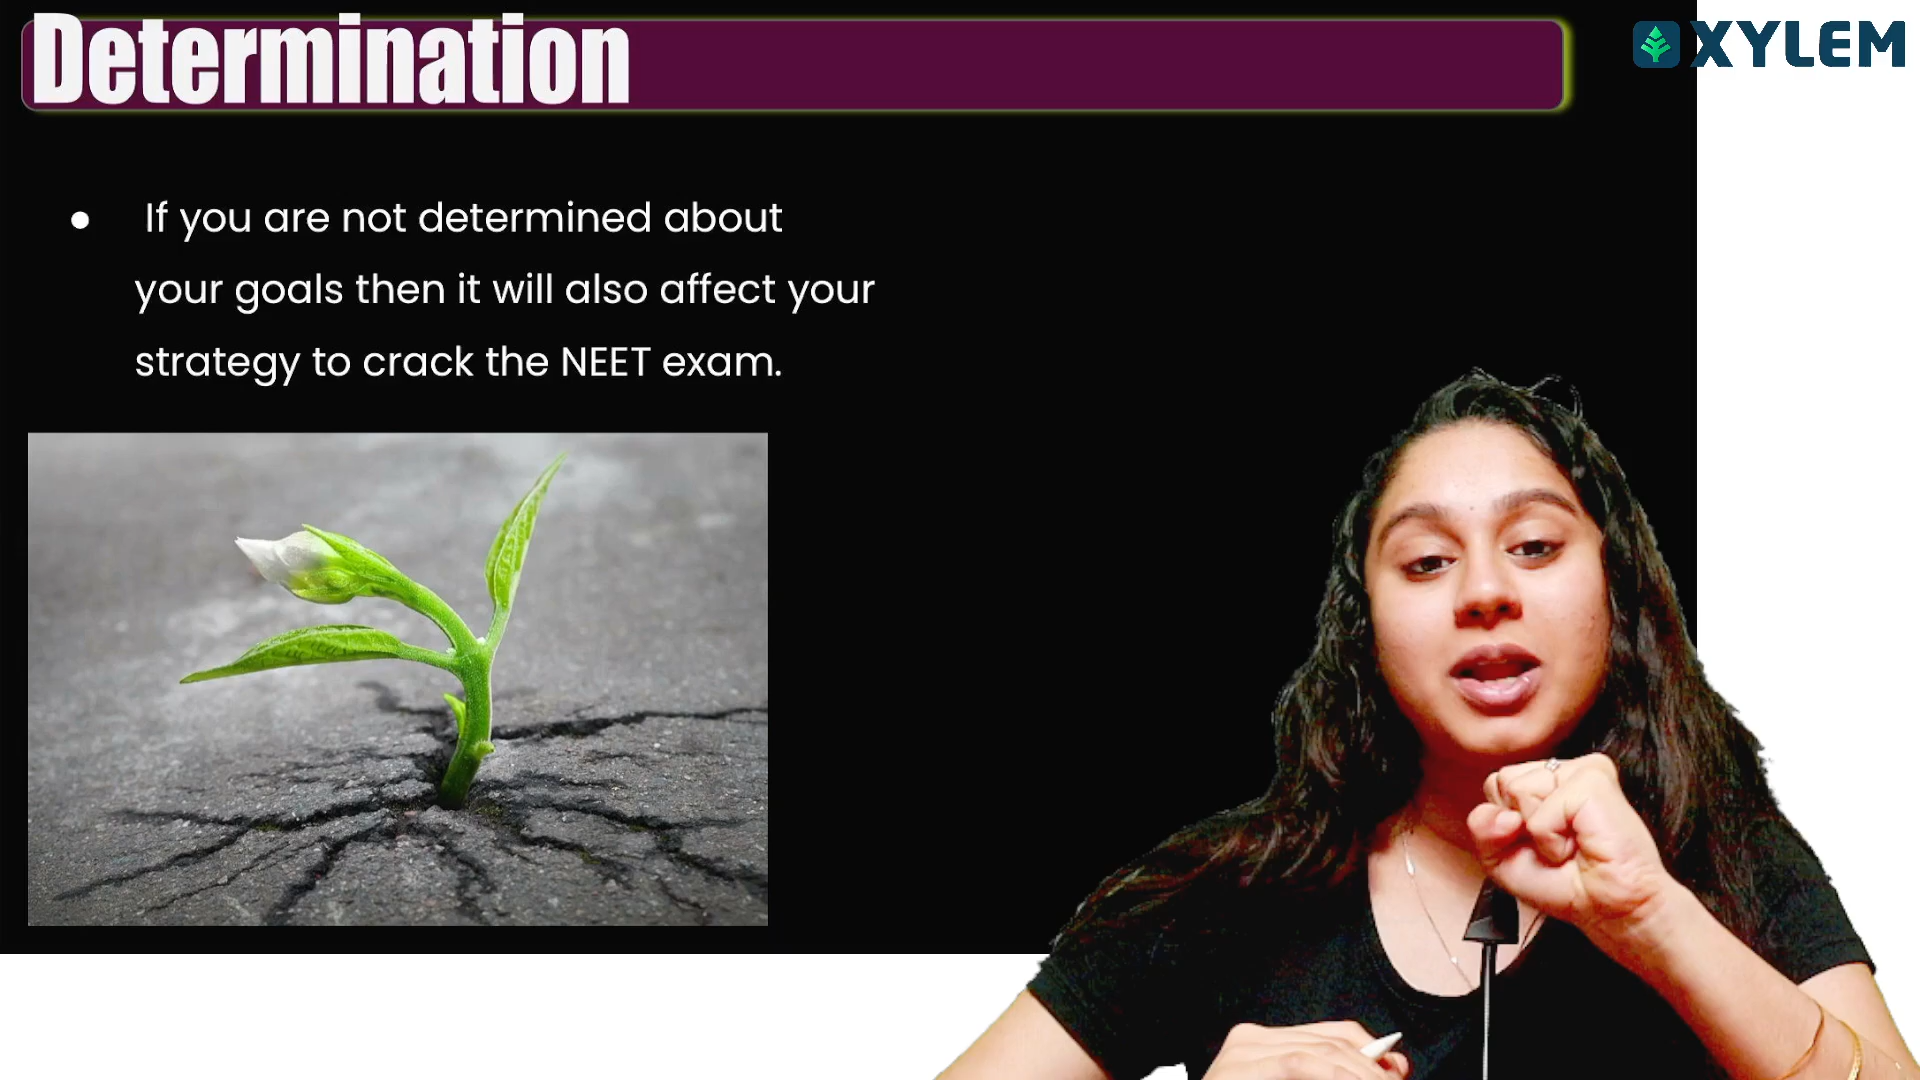 Determination
XYLEM
● If you are not determined about
your goals then it will also affect your
strategy to crack the NEET exam.